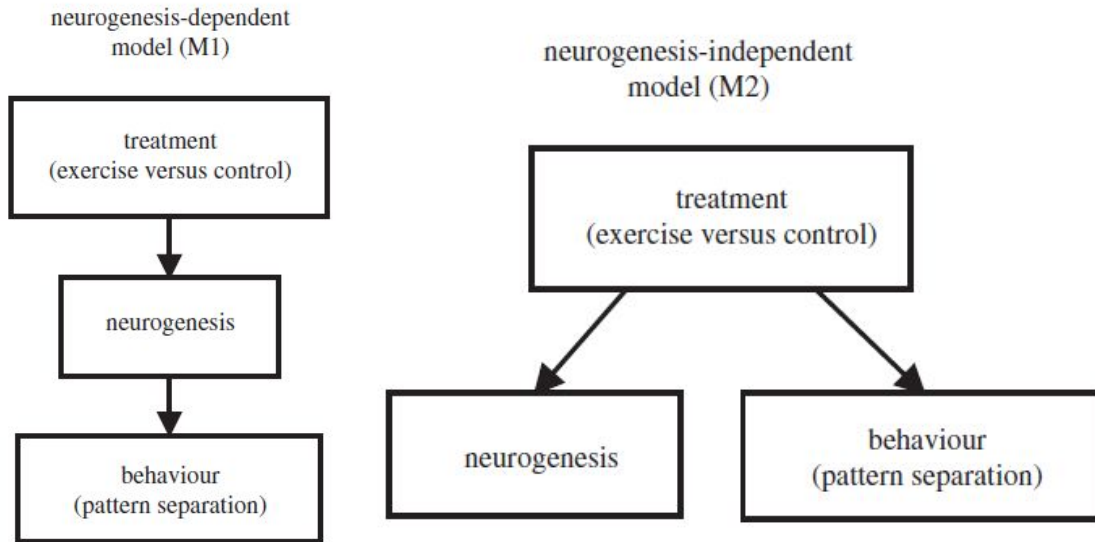 neurogenesis-dependent
model (M1)
treatment
(exercise versus control)
neurogenesis
behaviour
(pattern separation)
neurogenesis-independent
model (M2)
treatment
(exercise versus control)
neurogenesis
behaviour
(pattern separation)